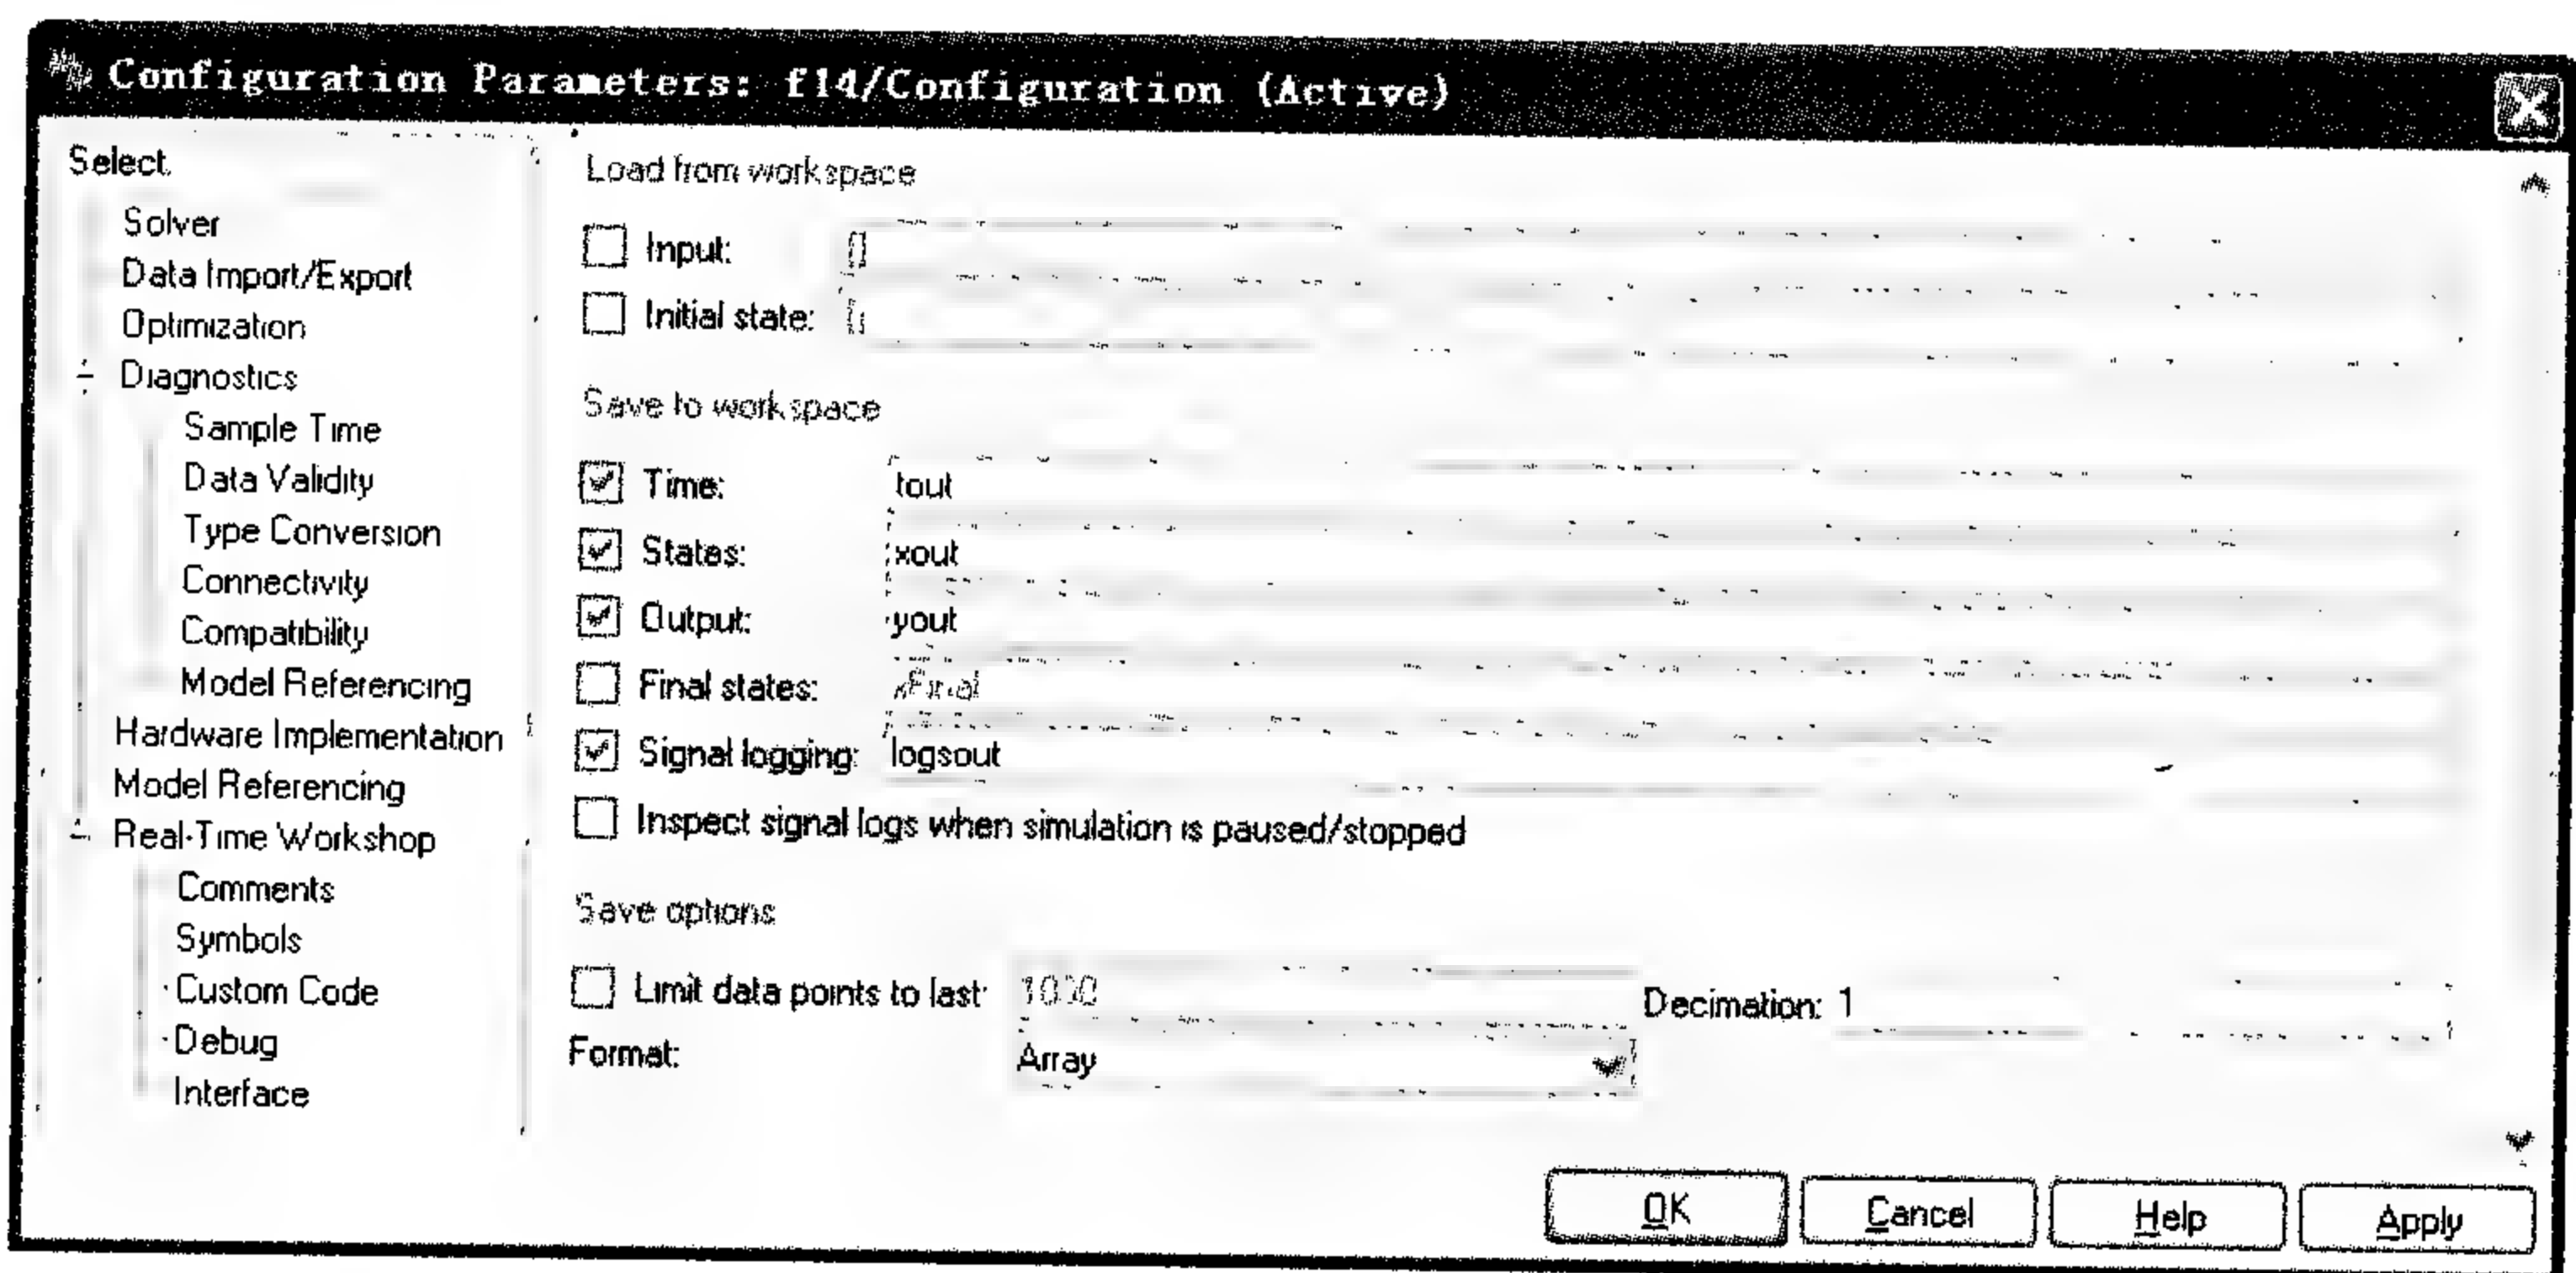 Configuration Parameters: f14/Configuration (Active)
Select.
Solver
Data Import/Export
Optimization
Diagnostics
Sample Time
Data Validity
Type Conversion
Connectivity
Compatibility
Model Referencing
Hardware Implementation
Model Referencing
Real-Time Workshop
Comments
Symbols
Custom Code
Debug
Interface
Load from workspace
Input: []
Initial state:
Save to workspace
Time: tout
States: xout
Output: yout
Final states: xFinal
Signal logging: logsout
Inspect signal logs when simulation is paused/stopped
Save options
Limit data points to last: 1000 Decimation: 1
Format: Array
OK Cancel Help Apply